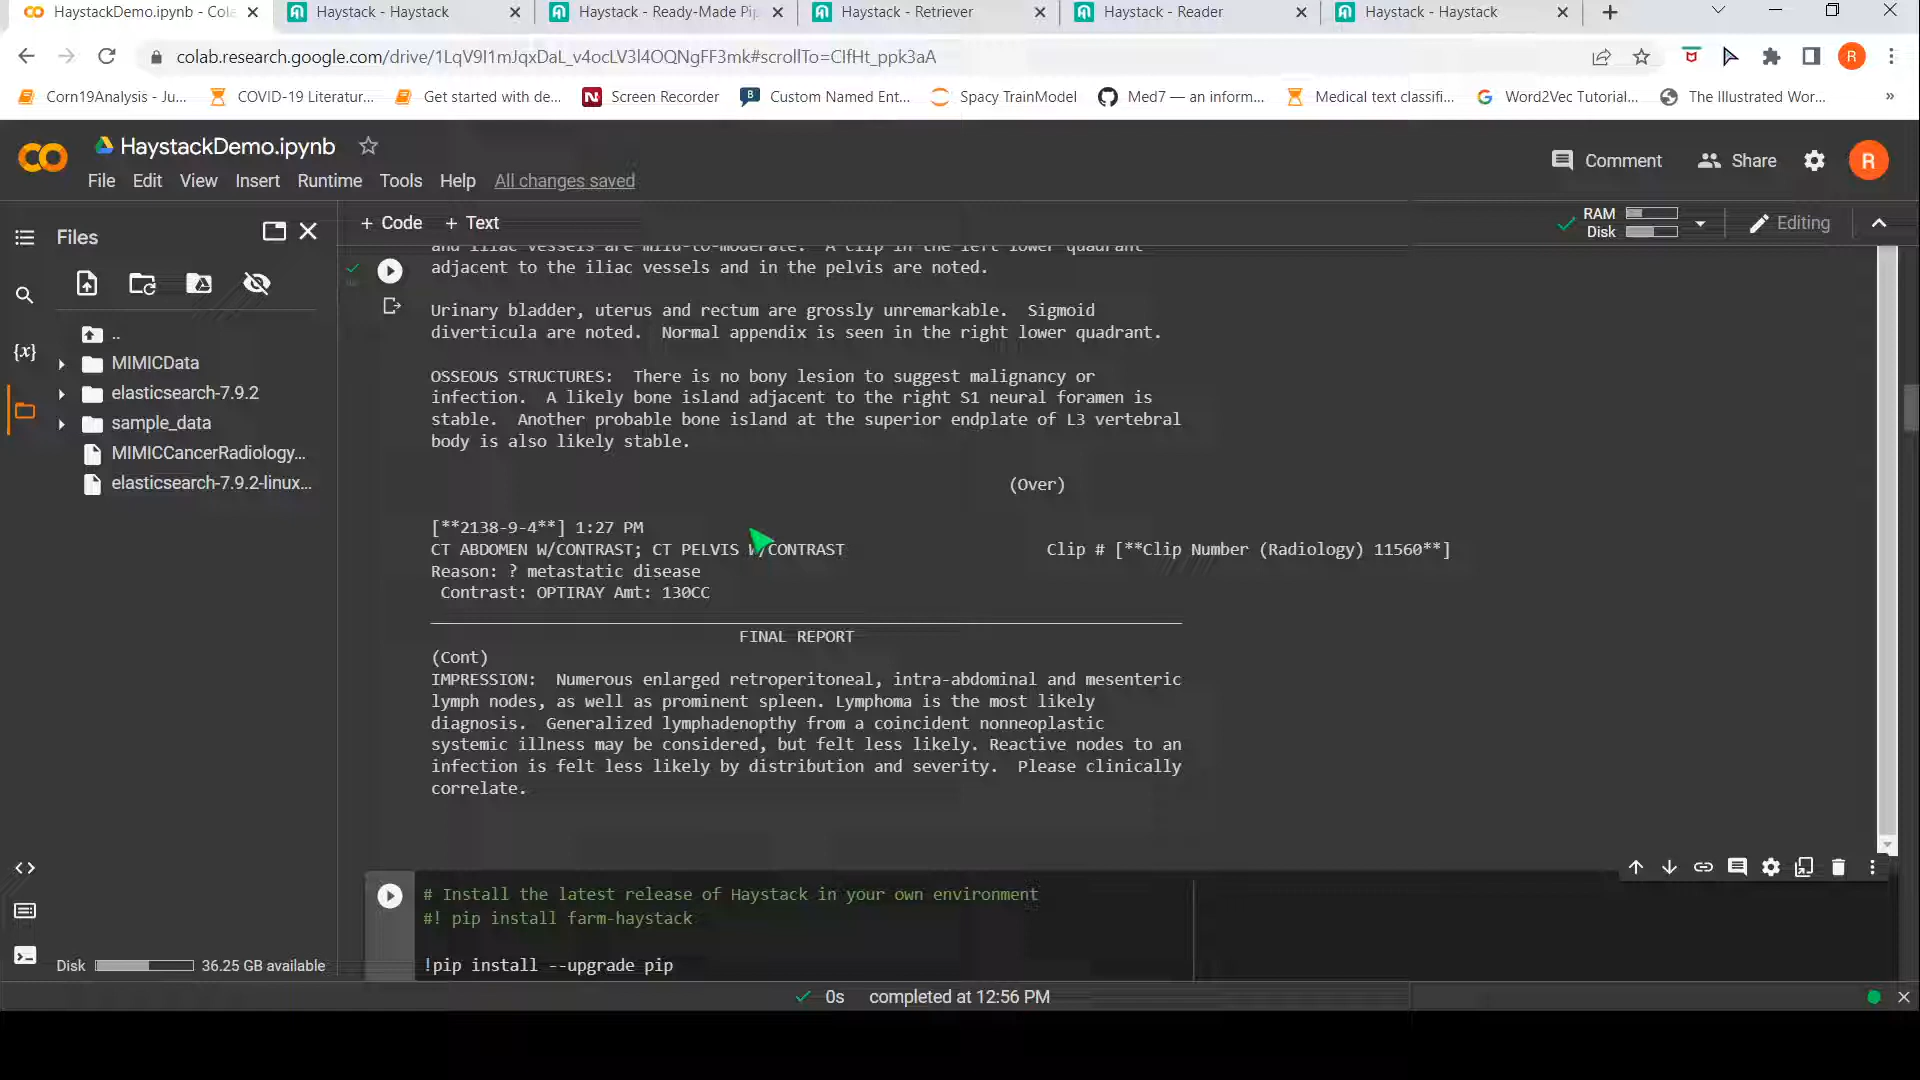 HaystackDemo.ipynb - Cola
Haystack - Haystack
Haystack - Ready-Made Pip
Haystack - Retriever
Haystack - Reader
Haystack - Haystack
colab.research.google.com/drive/1LqV9I1mJqxDaL_v4ocLV3l4OQNgFF3mk#scrollTo=ClfHt_ppk3aA
R
Corn19Analysis - Ju...
COVID-19 Literatur...
Get started with de...
Screen Recorder
Custom Named Ent...
Spacy TrainModel
Med7 — an inform...
Medical text classifi...
Word2Vec Tutorial...
The Illustrated Wor...
»
HaystackDemo.ipynb
Comment
Share
R
File Edit View Insert Runtime Tools Help All changes saved
Files
+ Code + Text
RAM
Disk
Editing
..
MIMICData
elasticsearch-7.9.2
sample_data
MIMICCancerRadiology...
elasticsearch-7.9.2-linux...
{x}
and iliac vessels are mild-to-moderate. A clip in the left lower quadrant
adjacent to the iliac vessels and in the pelvis are noted.
Urinary bladder, uterus and rectum are grossly unremarkable. Sigmoid
diverticula are noted. Normal appendix is seen in the right lower quadrant.
OSSEOUS STRUCTURES: There is no bony lesion to suggest malignancy or
infection. A likely bone island adjacent to the right S1 neural foramen is
stable. Another probable bone island at the superior endplate of L3 vertebral
body is also likely stable.
(Over)
[**2138-9-4**] 1:27 PM
CT ABDOMEN W/CONTRAST; CT PELVIS W/CONTRAST Clip # [**Clip Number (Radiology) 11560**]
Reason: ? metastatic disease
Contrast: OPTIRAY Amt: 130CC
FINAL REPORT
(Cont)
IMPRESSION: Numerous enlarged retroperitoneal, intra-abdominal and mesenteric
lymph nodes, as well as prominent spleen. Lymphoma is the most likely
diagnosis. Generalized lymphadenopthy from a coincident nonneoplastic
systemic illness may be considered, but felt less likely. Reactive nodes to an
infection is felt less likely by distribution and severity. Please clinically
correlate.
# Install the latest release of Haystack in your own environment
#! pip install farm-haystack
!pip install --upgrade pip
Disk 36.25 GB available
0s completed at 12:56 PM